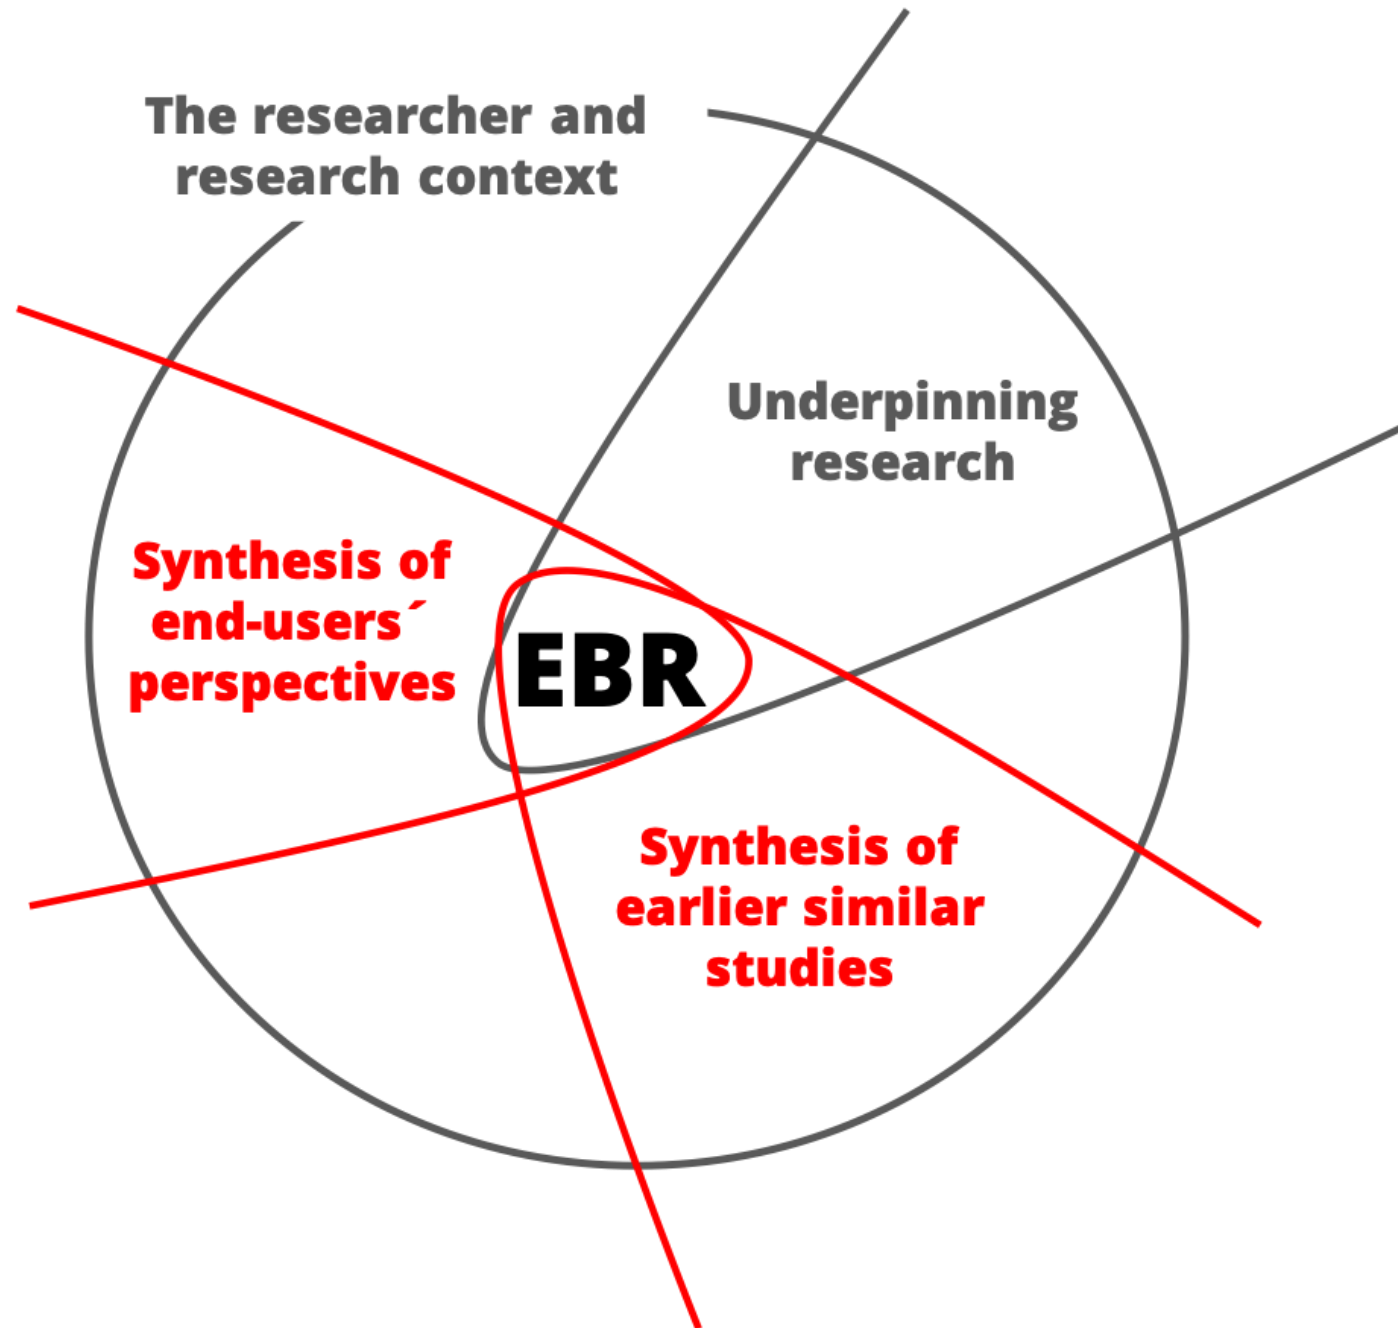 The researcher and
research context
Underpinning
research
Synthesis of
end-users´
perspectives
EBR
Synthesis of
earlier similar
studies